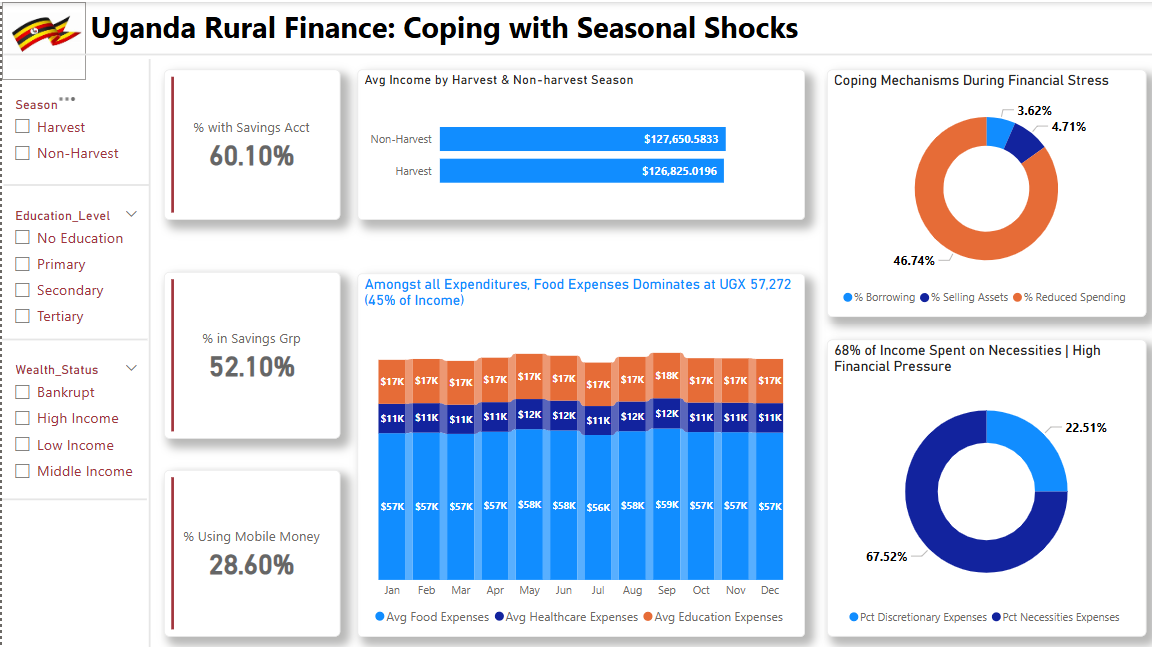 Uganda Rural Finance: Coping with Seasonal Shocks
Season
Harvest
Non-Harvest
Education_Level
No Education
Primary
Secondary
Tertiary
Wealth_Status
Bankrupt
High Income
Low Income
Middle Income
% with Savings Acct
60.10%
% in Savings Grp
52.10%
% Using Mobile Money
28.60%
Avg Income by Harvest & Non-harvest Season
Non-Harvest $127,650.5833
Harvest $126,825.0196
Amongst all Expenditures, Food Expenses Dominates at UGX 57,272
(45% of Income)
$17K $17K $17K $17K $17K $17K $17K $17K $18K $17K $17K $17K
$11K $11K $11K $11K $12K $12K $11K $12K $12K $11K $11K $11K
$57K $57K $57K $57K $58K $58K $56K $58K $59K $57K $57K $57K
Jan Feb Mar Apr May Jun Jul Aug Sep Oct Nov Dec
Avg Food Expenses Avg Healthcare Expenses Avg Education Expenses
Coping Mechanisms During Financial Stress
3.62%
4.71%
46.74%
% Borrowing % Selling Assets % Reduced Spending
68% of Income Spent on Necessities | High
Financial Pressure
22.51%
67.52%
Pct Discretionary Expenses Pct Necessities Expenses